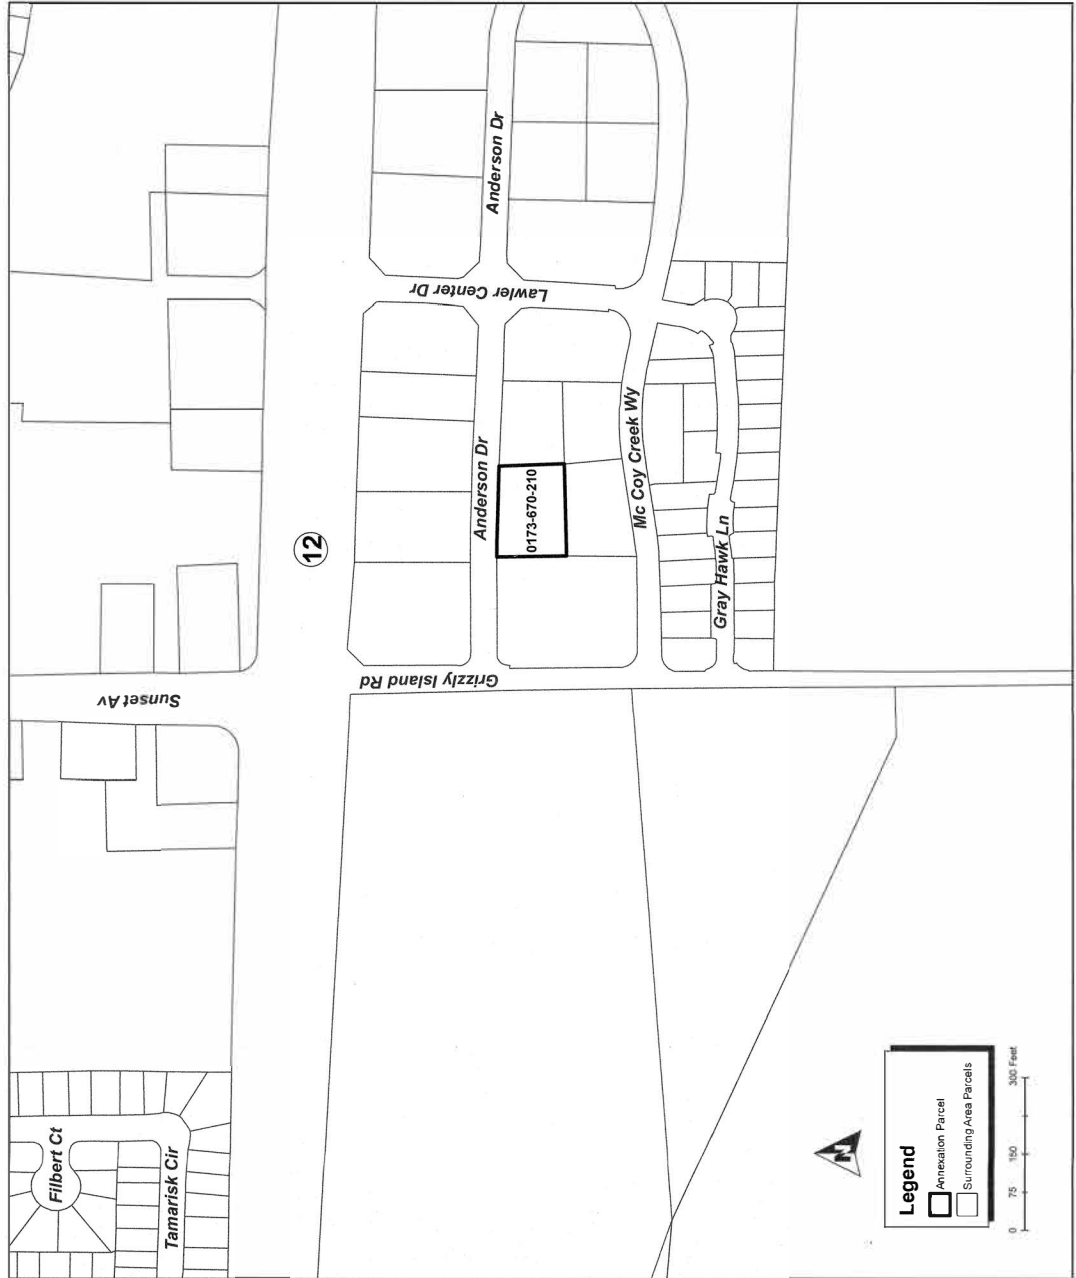 Anderson Dr
Lawler Center Dr
Mc Coy Creek Wy
Anderson Dr
0173-670-210
12
Gray Hawk Ln
Grizzly Island Rd
Sunset Av
Filbert Ct
Tamarisk Cir
N
Legend
Annexation Parcel
Surrounding Area Parcels
0 75 150 300 Feet